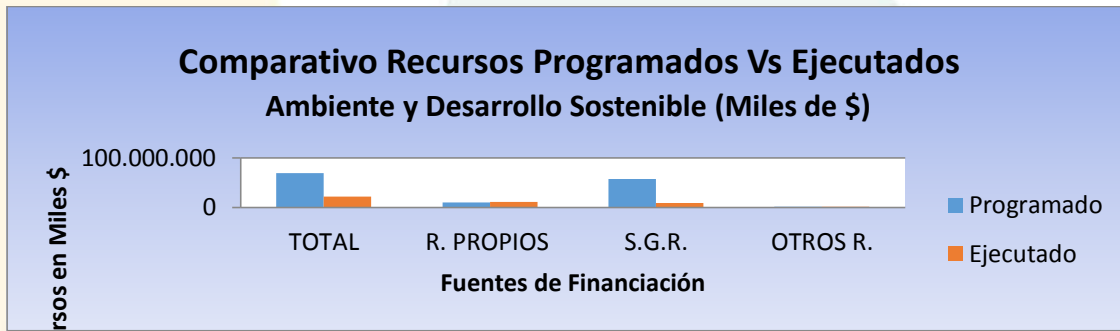 Comparativo Recursos Programados Vs Ejecutados
Ambiente y Desarrollo Sostenible (Miles de $)
rsos en Miles $
100.000.000
0
TOTAL
R. PROPIOS
S.G.R.
OTROS R.
Fuentes de Financiación
Programado
Ejecutado